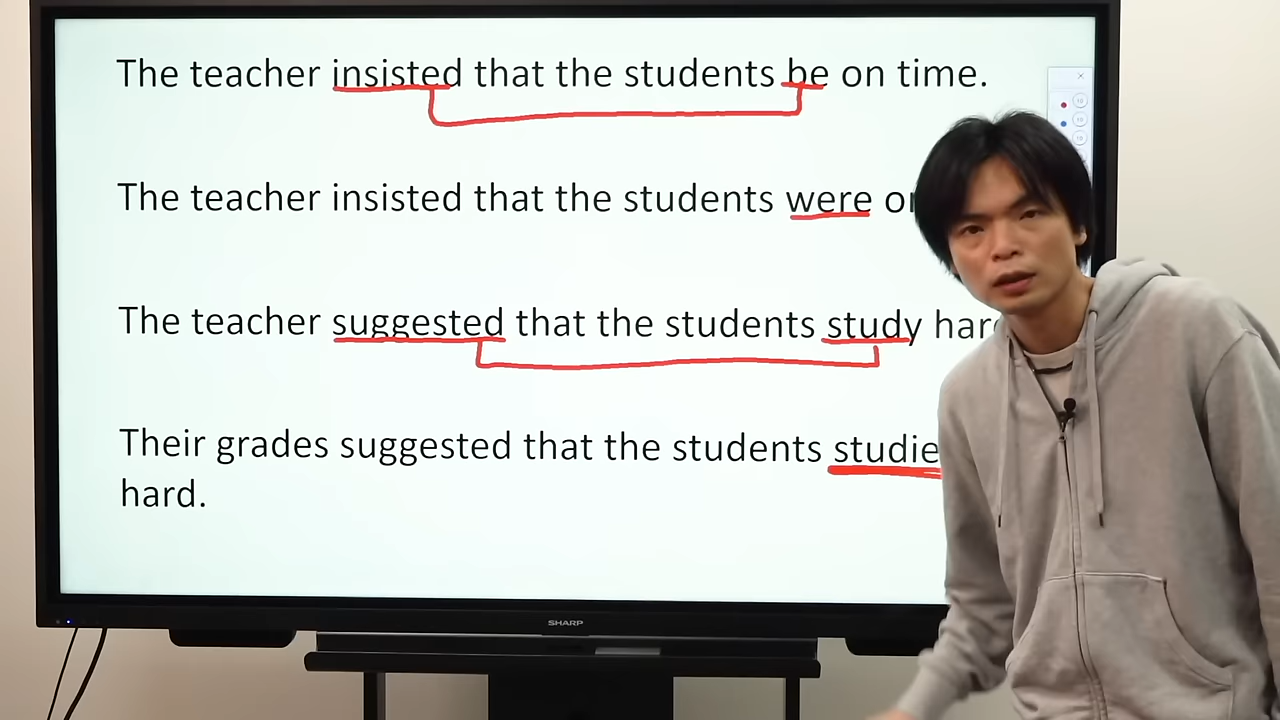 The teacher insisted that the students be on time.
The teacher insisted that the students were
The teacher suggested that the students study
Their grades suggested that the students
hard.
SHARP